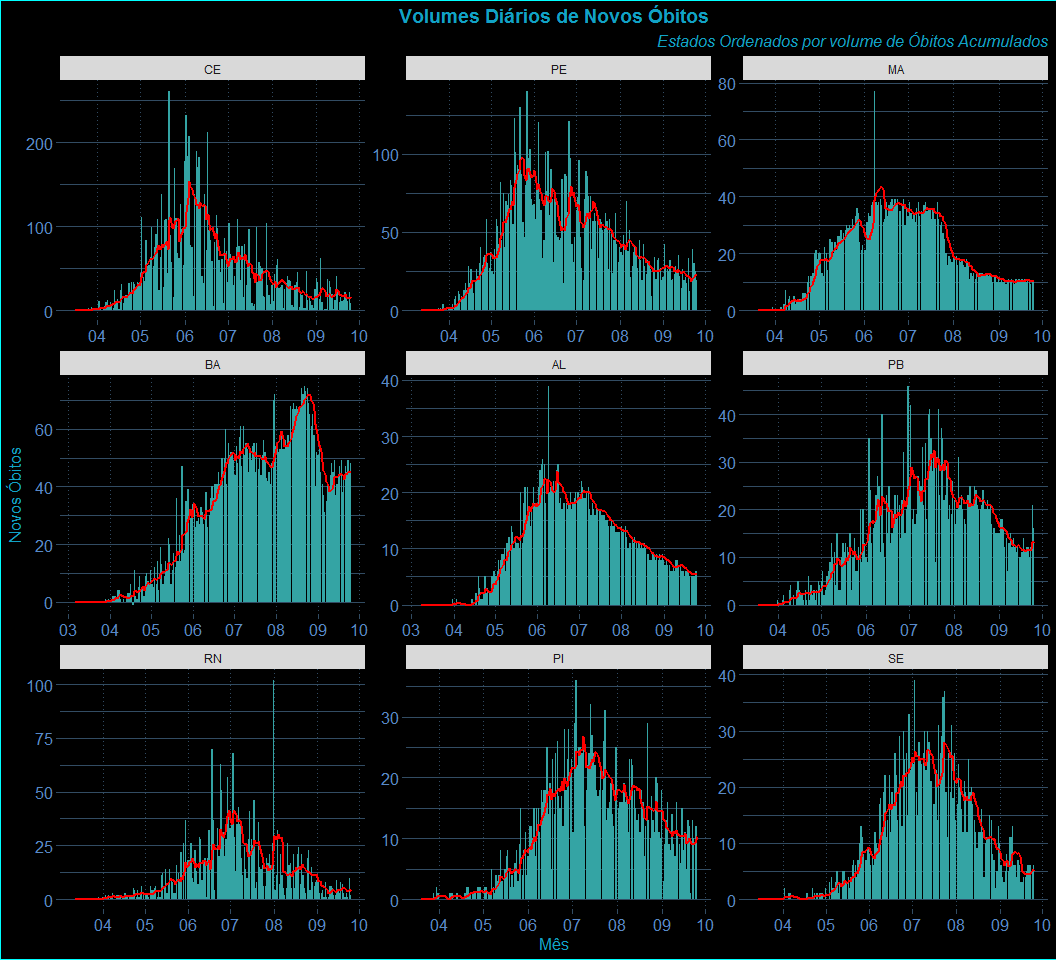 Volumes Diários de Novos Óbitos
Estados Ordenados por volume de Óbitos Acumulados
CE
PE
MA
200
100
0
04 05 06 07 08 09 10
100
50
0
04 05 06 07 08 09 10
80
60
40
20
0
04 05 06 07 08 09 10
Novos Óbitos
BA
AL
PB
60
40
20
0
03 04 05 06 07 08 09 10
40
30
20
10
0
03 04 05 06 07 08 09 10
40
30
20
10
0
04 05 06 07 08 09 10
RN
PI
SE
100
75
50
25
0
04 05 06 07 08 09 10
30
20
10
0
04 05 06 07 08 09 10
40
30
20
10
0
04 05 06 07 08 09 10
Mês